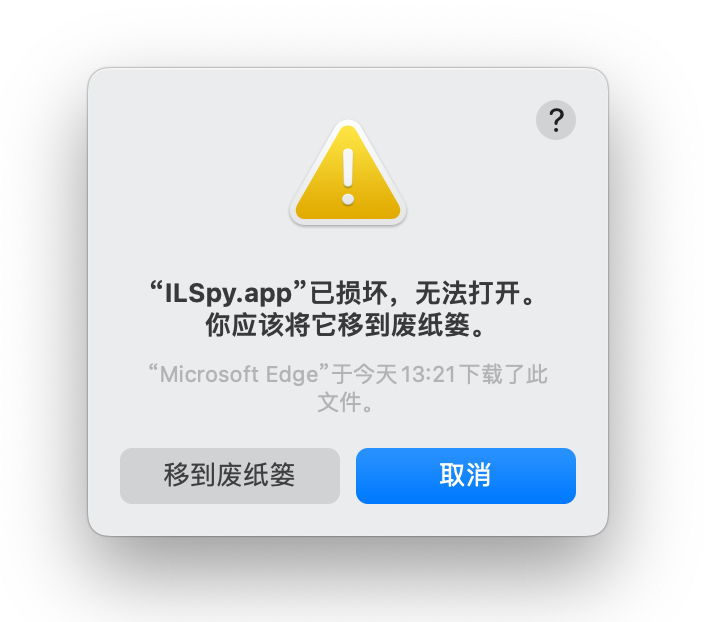 ?
“ILSpy.app”已损坏，无法打开。
你应该将它移到废纸篓。
“Microsoft Edge”于今天 13:21下载了此
文件。
移到废纸篓
取消